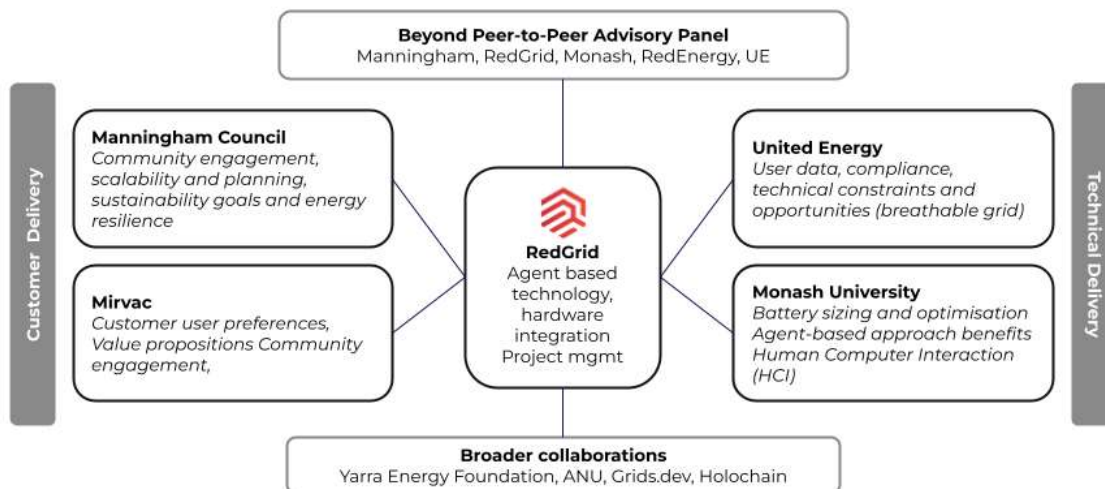 Beyond Peer-to-Peer Advisory Panel
Manningham, RedGrid, Monash, RedEnergy, UE
Customer Delivery
Manningham Council
Community engagement,
scalability and planning,
sustainability goals and energy
resilience
Mirvac
Customer user preferences,
Value propositions Community
engagement,
RedGrid
Agent based
technology,
hardware
integration
Project mgmt
United Energy
User data, compliance,
technical constraints and
opportunities (breathable grid)
Monash University
Battery sizing and optimisation
Agent-based approach benefits
Human Computer Interaction
(HCI)
Technical Delivery
Broader collaborations
Yarra Energy Foundation, ANU, Grids.dev, Holochain